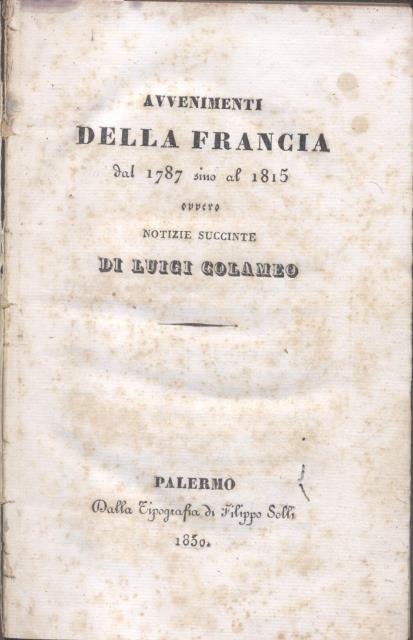 AVVENIMENTI
DELLA FRANCIA
dal 1787 sino al 1815
ovvero
NOTIZIE SUCCINTE
DI LUIGI COLAMEO
PALERMO
Dalla Tipografia di Filippo Solli
1830.